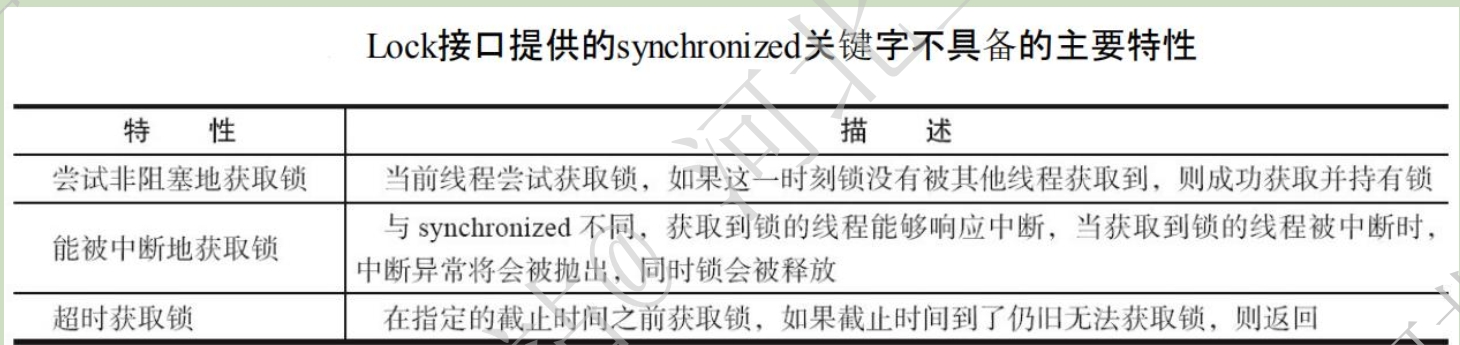 Lock接口提供的synchronized关键字不具备的主要特性
特 性 描 述
尝试非阻塞地获取锁 当前线程尝试获取锁，如果这一时刻锁没有被其他线程获取到，则成功获取并持有锁
能被中断地获取锁 与 synchronized 不同，获取到锁的线程能够响应中断，当获取到锁的线程被中断时，
中断异常将会被抛出，同时锁会被释放
超时获取锁 在指定的截止时间之前获取锁，如果截止时间到了仍旧无法获取锁，则返回